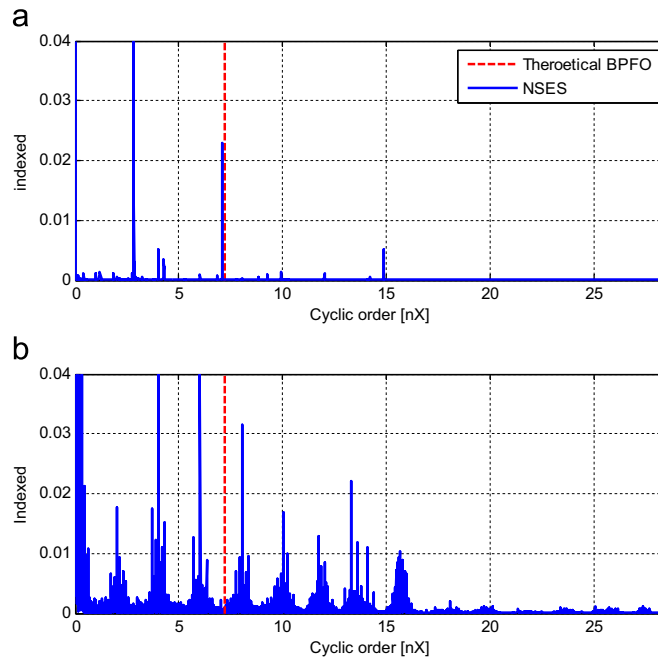 a
0.04
0.03
0.02
0.01
0
indexed
Theroetical BPFO
NSES
0 5 10 15 20 25
Cyclic order [nX]
b
0.04
0.03
0.02
0.01
0
Indexed
0 5 10 15 20 25
Cyclic order [nX]